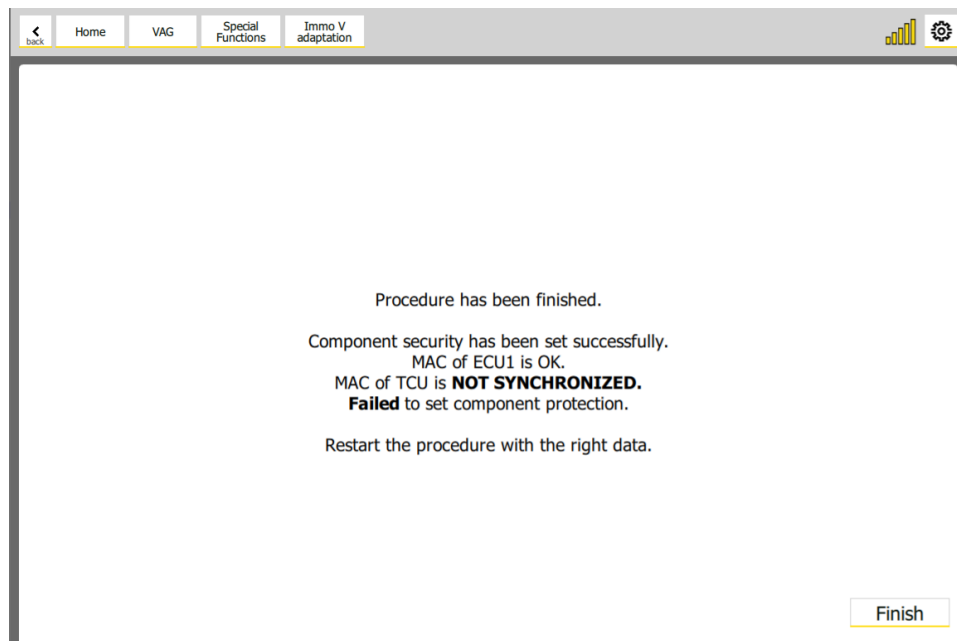 back
Home
VAG
Special
Functions
Immo V
adaptation
Procedure has been finished.
Component security has been set successfully.
MAC of ECU1 is OK.
MAC of TCU is NOT SYNCHRONIZED.
Failed to set component protection.
Restart the procedure with the right data.
Finish